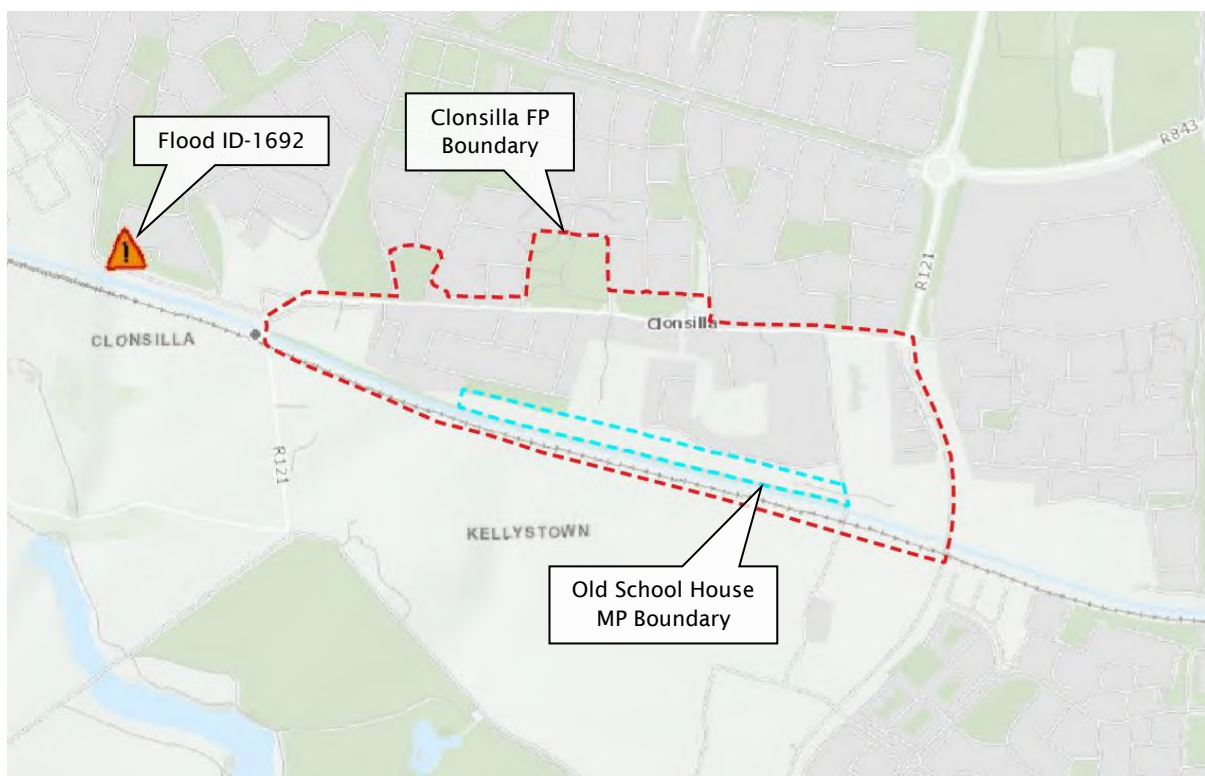 Clonsilla FP
Boundary
Flood ID-1692
R843
R121
Clonsilla
CLONSILLA
R121
KELLYSTOWN
Old School House
MP Boundary